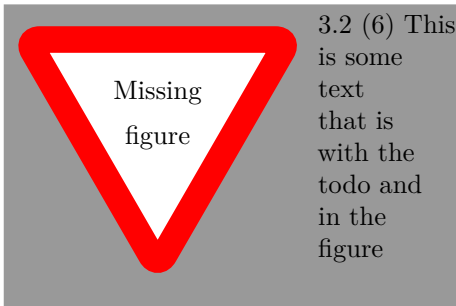 Missing
figure
3.2 (6) This
is some
text
that is
with the
todo and
in the
figure